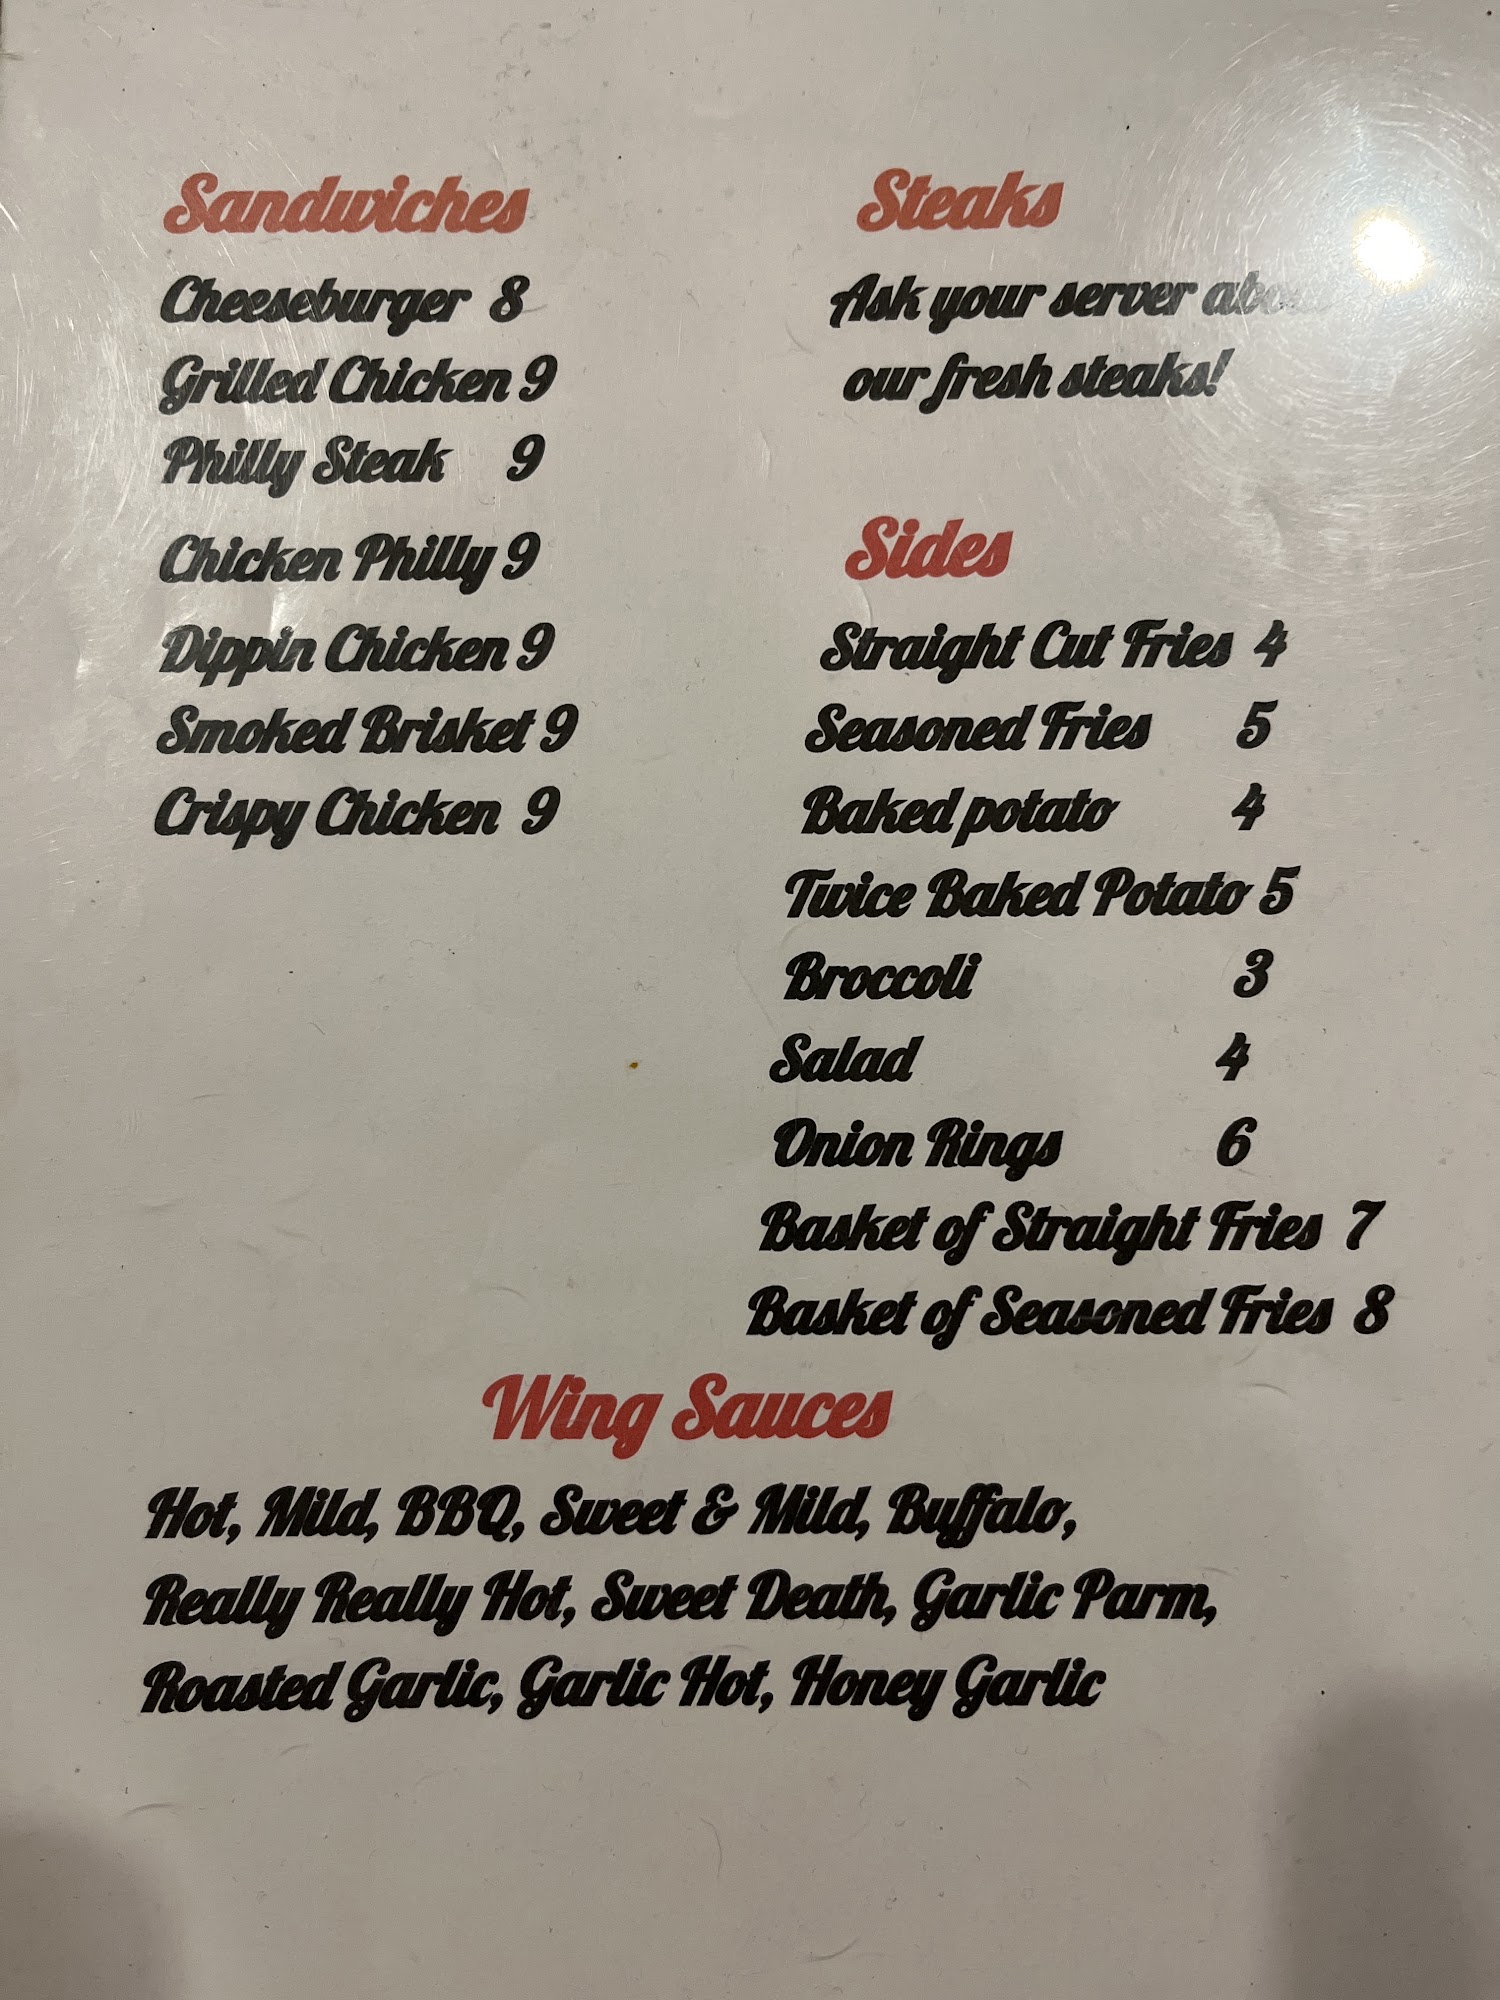 Sandwiches
Cheeseburger 8
Grilled Chicken 9
Philly Steak 9
Chicken Philly 9
Dippin Chicken 9
Smoked Brisket 9
Crispy Chicken 9
Steaks
Ask your server about
our fresh steaks!
Sides
Straight Cut Fries 4
Seasoned Fries 5
Baked potato 4
Twice Baked Potato 5
Broccoli 3
Salad 4
Onion Rings 6
Basket of Straight Fries 7
Basket of Seasoned Fries 8
Wing Sauces
Hot, Mild, BBQ, Sweet & Mild, Buffalo,
Really Really Hot, Sweet Death, Garlic Parm,
Roasted Garlic, Garlic Hot, Honey Garlic